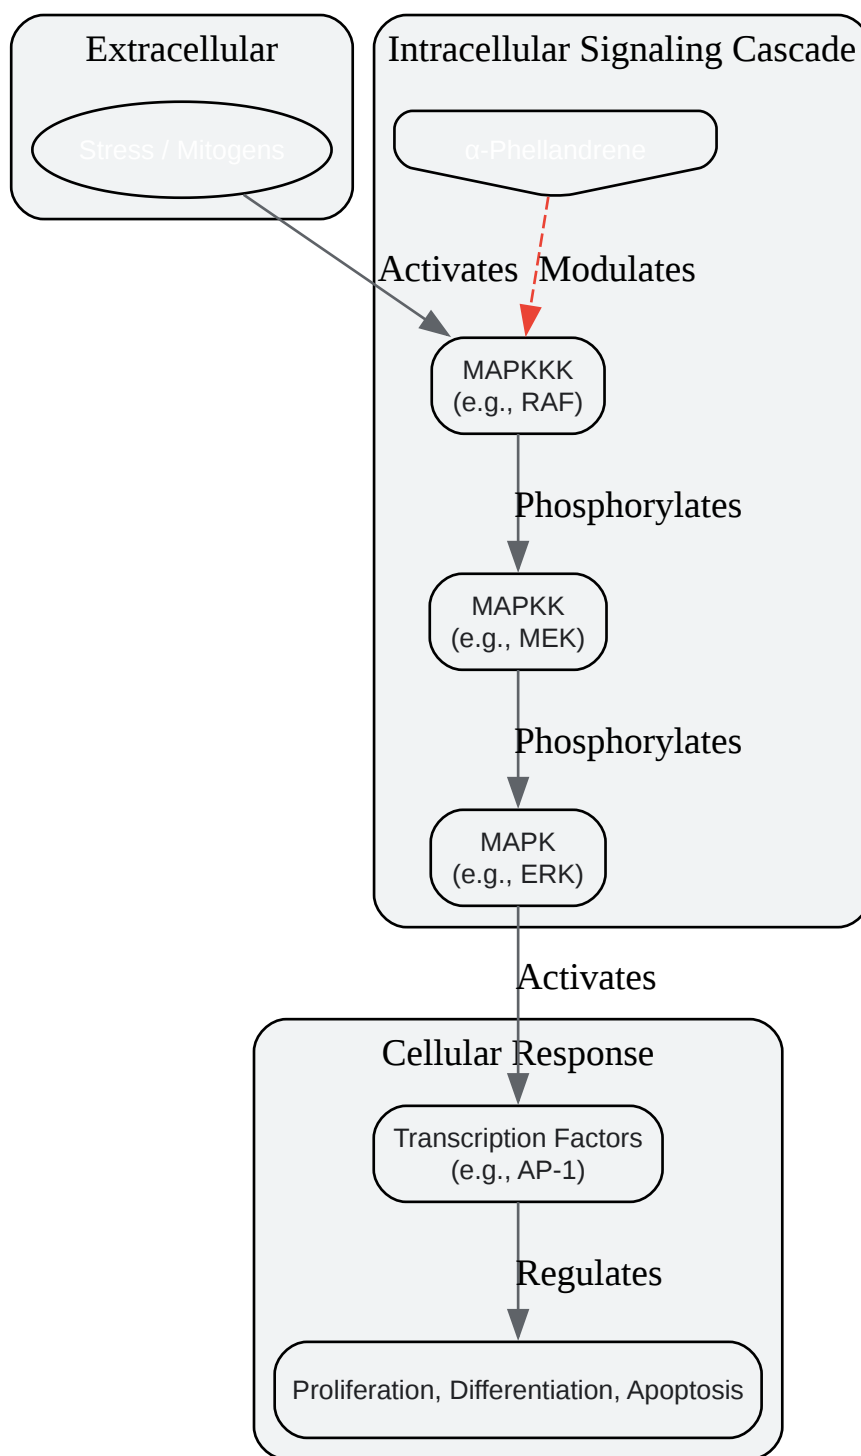 Extracellular
Intracellular Signaling Cascade
Stress / Mitogens
α-Phellandrene
Activates
Modulates
MAPKKK
(e.g., RAF)
Phosphorylates
MAPKK
(e.g., MEK)
Phosphorylates
MAPK
(e.g., ERK)
Activates
Cellular Response
Transcription Factors
(e.g., AP-1)
Regulates
Proliferation, Differentiation, Apoptosis